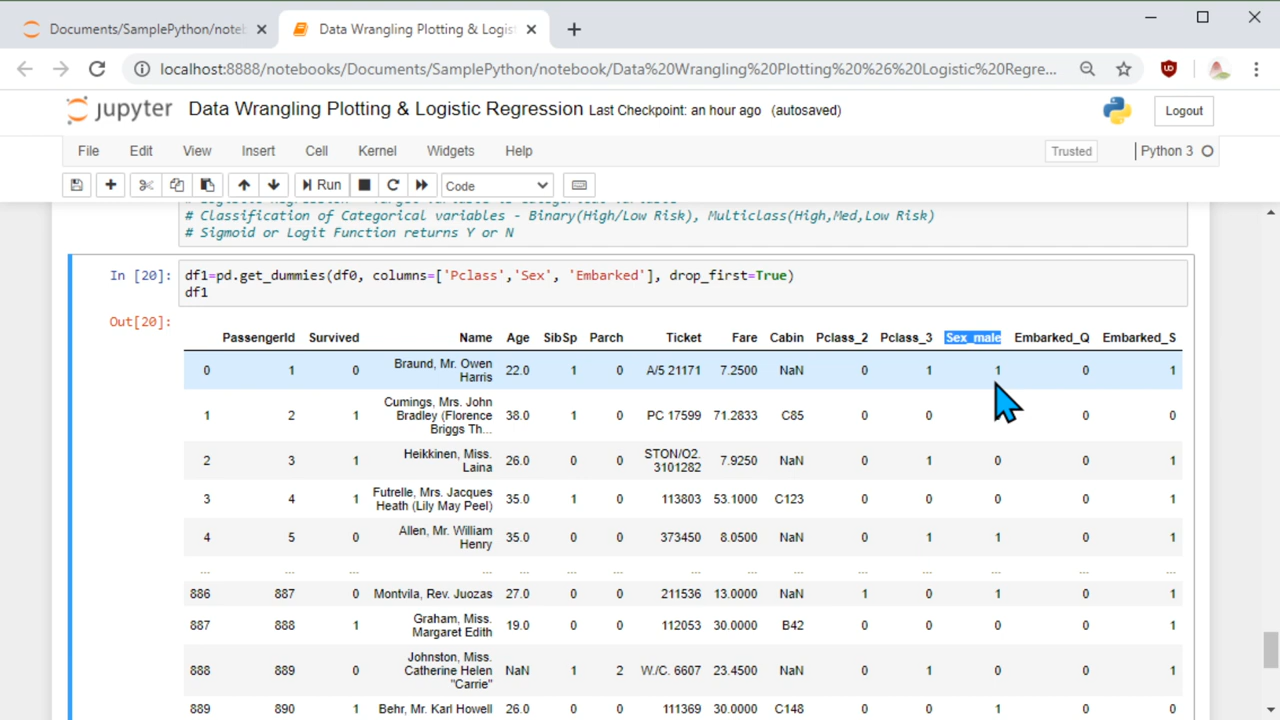 Documents/SamplePython/noteb
Data Wrangling Plotting & Logist
localhost:8888/notebooks/Documents/SamplePython/notebook/Data%20Wrangling%20Plotting%20%26%20Logistic%20Regre...
jupyter Data Wrangling Plotting & Logistic Regression Last Checkpoint: an hour ago (autosaved) Logout
File Edit View Insert Cell Kernel Widgets Help Trusted Python 3
Run Code
# Classification of Categorical variables - Binary(High/Low Risk), Multiclass(High,Med,Low Risk)
# Sigmoid or Logit Function returns Y or N
In [20]: df1=pd.get_dummies(df0, columns=['Pclass','Sex', 'Embarked'], drop_first=True)
df1
Out[20]:
PassengerId Survived Name Age SibSp Parch Ticket Fare Cabin Pclass_2 Pclass_3 Sex_male Embarked_Q Embarked_S
0 1 0 Braund, Mr. Owen Harris 22.0 1 0 A/5 21171 7.2500 NaN 0 1 1 0 1
1 2 1 Cumings, Mrs. John Bradley (Florence Briggs Th... 38.0 1 0 PC 17599 71.2833 C85 0 0 0 0 0
2 3 1 Heikkinen, Miss. Laina 26.0 0 0 STON/O2. 3101282 7.9250 NaN 0 1 0 0 1
3 4 1 Futrelle, Mrs. Jacques Heath (Lily May Peel) 35.0 1 0 113803 53.1000 C123 0 0 0 0 1
4 5 0 Allen, Mr. William Henry 35.0 0 0 373450 8.0500 NaN 0 1 1 0 1
... ... ... ... ... ... ... ... ... ... ... ... ... ... ...
886 887 0 Montvila, Rev. Juozas 27.0 0 0 211536 13.0000 NaN 1 0 1 0 1
887 888 1 Graham, Miss. Margaret Edith 19.0 0 0 112053 30.0000 B42 0 0 0 0 1
888 889 0 Johnston, Miss. Catherine Helen "Carrie" NaN 1 2 W./C. 6607 23.4500 NaN 0 1 0 0 1
889 890 1 Behr, Mr. Karl Howell 26.0 0 0 111369 30.0000 C148 0 0 1 0 0